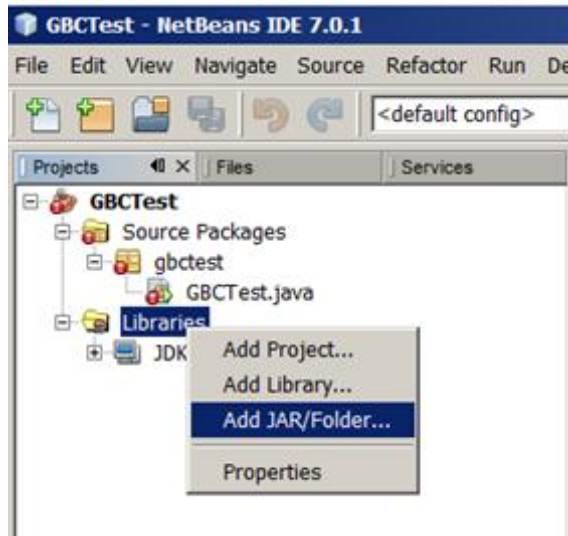 GBCTest - NetBeans IDE 7.0.1
File Edit View Navigate Source Refactor Run De
<default config>
Projects Files Services
GBCTest
Source Packages
gbctest
GBCTest.java
Libraries
JDK
Add Project...
Add Library...
Add JAR/Folder...
Properties